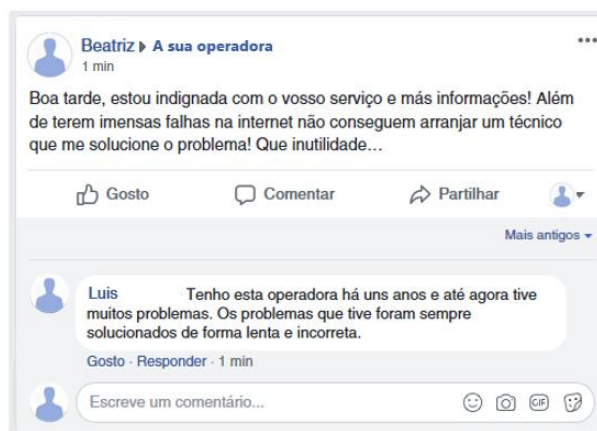 Beatriz A sua operadora
1 min
Boa tarde, estou indignada com o vosso serviço e más informações! Além
de terem imensas falhas na internet não conseguem arranjar um técnico
que me solucione o problema! Que inutilidade…
Gosto Comentar Partilhar
Mais antigos
Luis Tenho esta operadora há uns anos e até agora tive
muitos problemas. Os problemas que tive foram sempre
solucionados de forma lenta e incorreta.
Gosto · Responder · 1 min
Escreve um comentário... GIF